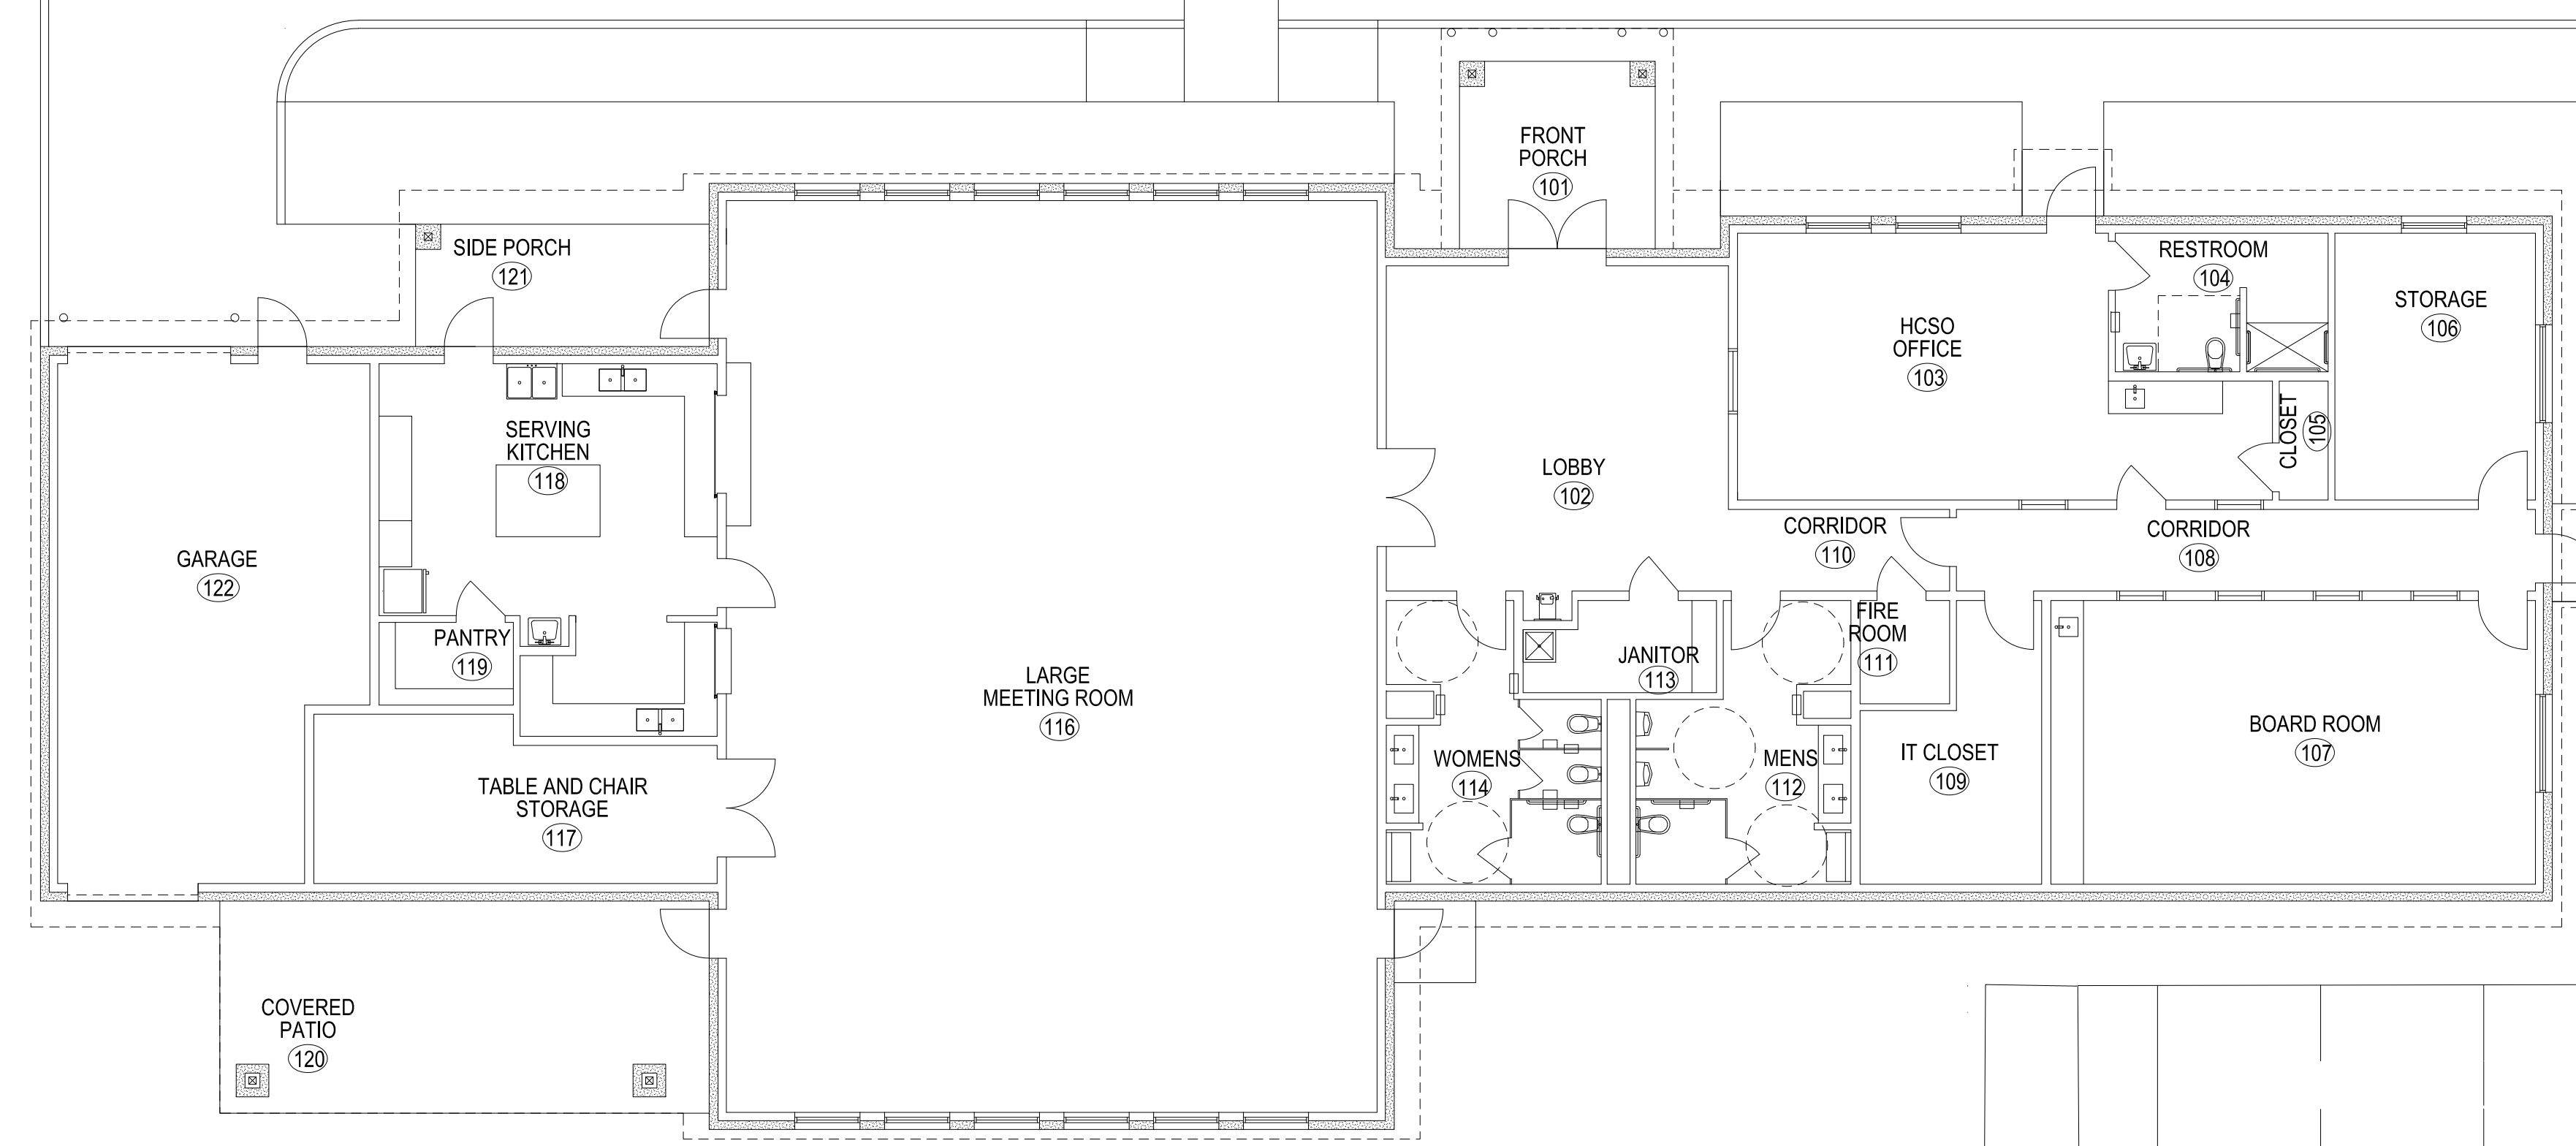 FRONT
PORCH
101
SIDE PORCH
121
RESTROOM
104
STORAGE
106
HCSO
OFFICE
103
CLOSET
105
SERVING
KITCHEN
118
LOBBY
102
CORRIDOR
110
CORRIDOR
108
GARAGE
122
PANTRY
119
FIRE
ROOM
111
JANITOR
113
LARGE
MEETING ROOM
116
BOARD ROOM
107
WOMENS
114
MENS
112
IT CLOSET
109
TABLE AND CHAIR
STORAGE
117
COVERED
PATIO
120